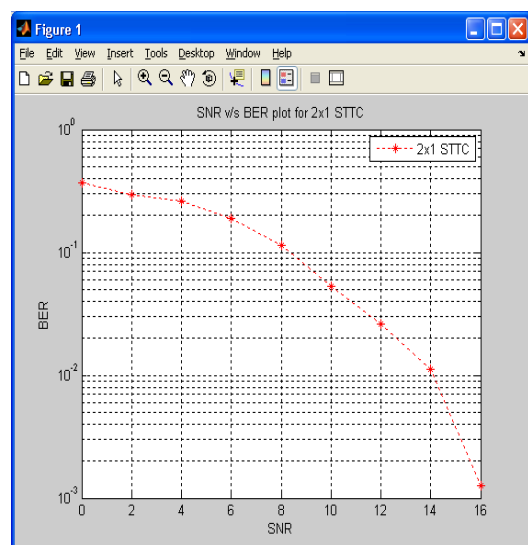 Figure 1
File Edit View Insert Tools Desktop Window Help
SNR v/s BER plot for 2x1 STTC
2x1 STTC
10^0
10^-1
10^-2
10^-3
BER
0 2 4 6 8 10 12 14 16
SNR